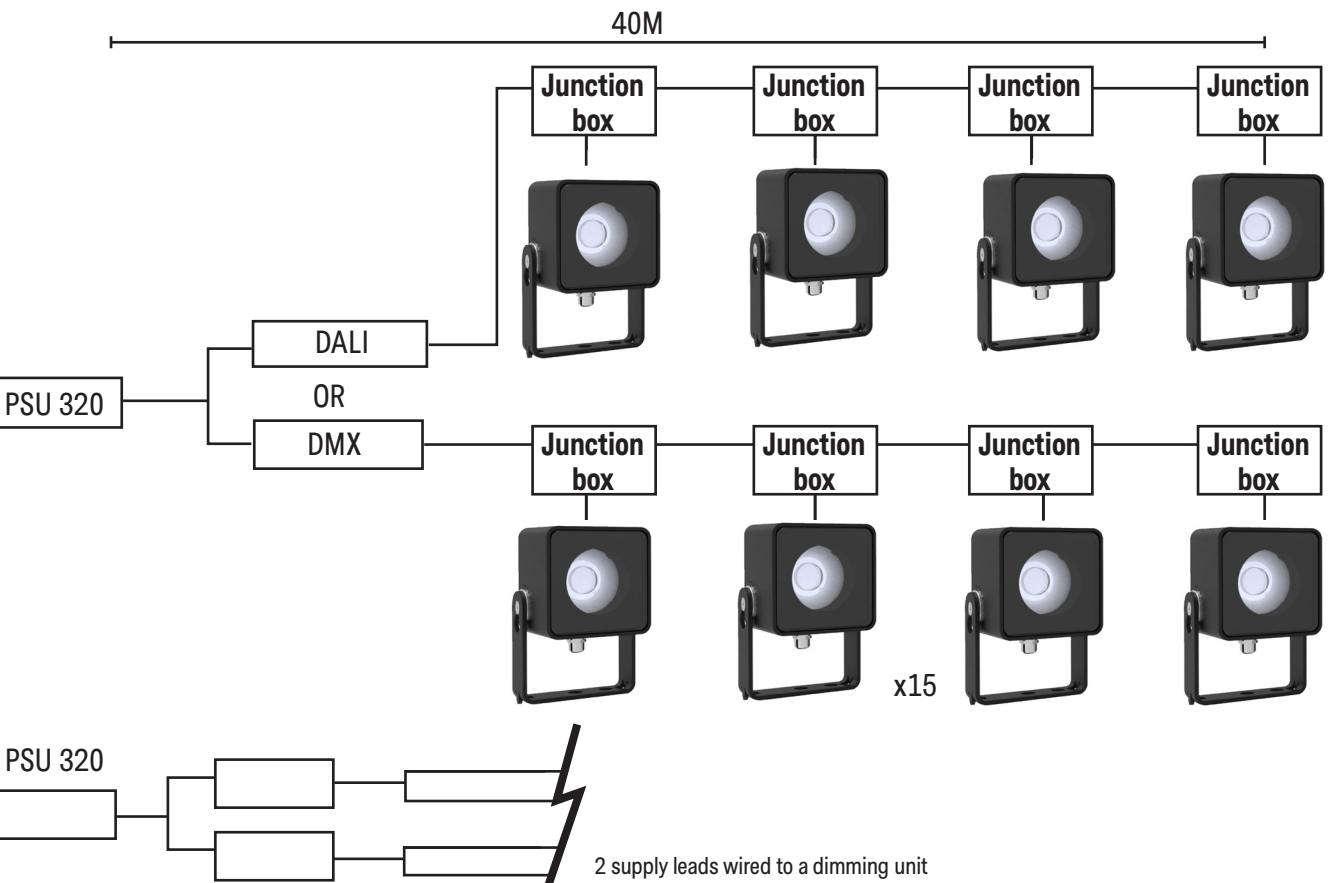 40M
Junction
box
Junction
box
Junction
box
Junction
box
DALI
PSU 320
OR
DMX
Junction
box
Junction
box
Junction
box
Junction
box
x15
PSU 320
2 supply leads wired to a dimming unit